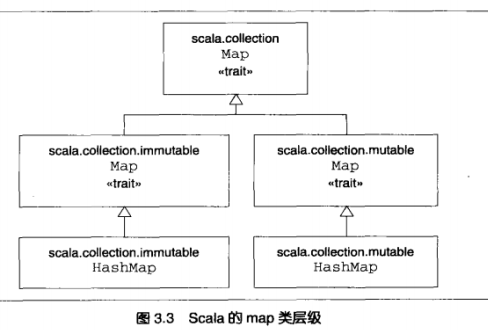 scala.collection
Map
«trait»
scala.collection.immutable
Map
«trait»
scala.collection.mutable
Map
«trait»
scala.collection.immutable
HashMap
scala.collection.mutable
HashMap
图 3.3 Scala 的 map 类层级